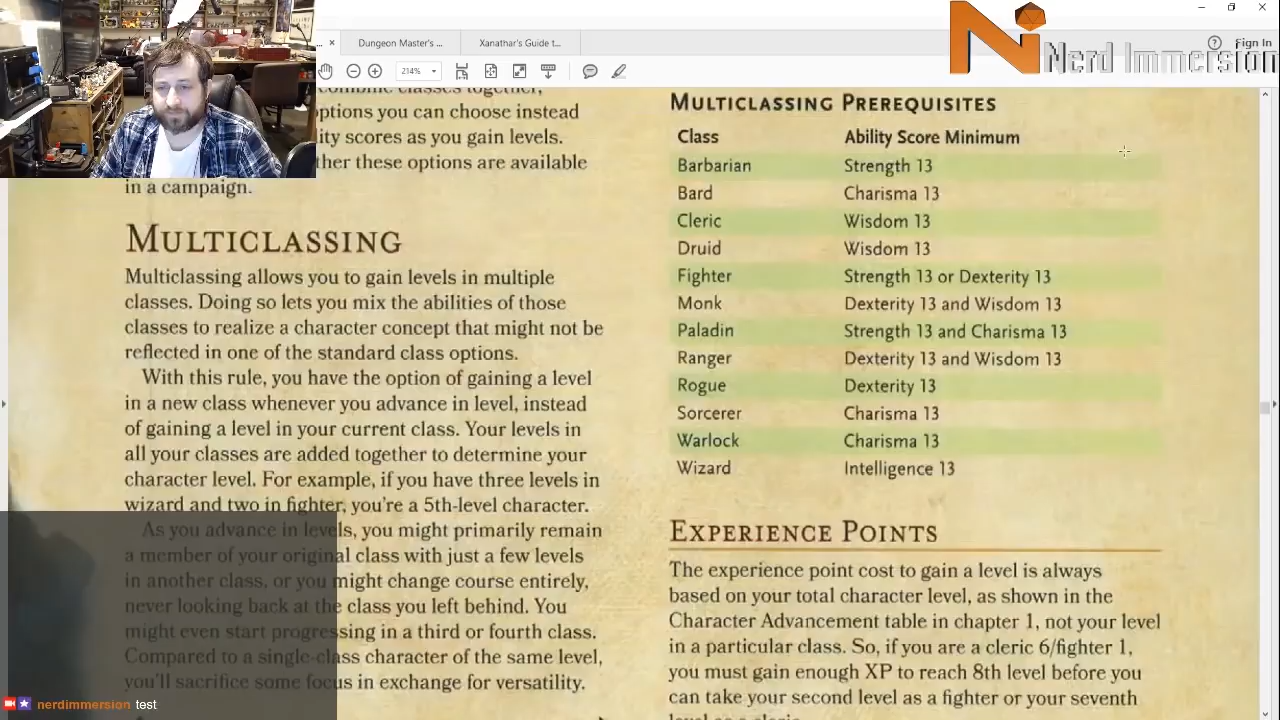 Dungeon Master's ...
Xanathar's Guide t...
Sign In
Nerd Immersion
214%
combine classes together,
options you can choose instead
ity scores as you gain levels.
ther these options are available
in a campaign.
MULTICLASSING
Multiclassing allows you to gain levels in multiple
classes. Doing so lets you mix the abilities of those
classes to realize a character concept that might not be
reflected in one of the standard class options.
With this rule, you have the option of gaining a level
in a new class whenever you advance in level, instead
of gaining a level in your current class. Your levels in
all your classes are added together to determine your
character level. For example, if you have three levels in
wizard and two in fighter, you're a 5th-level character.
As you advance in levels, you might primarily remain
a member of your original class with just a few levels
in another class, or you might change course entirely,
never looking back at the class you left behind. You
might even start progressing in a third or fourth class.
Compared to a single-class character of the same level,
you'll sacrifice some focus in exchange for versatility.
nerdimmersion test
MULTICLASSING PREREQUISITES
Class Ability Score Minimum
Barbarian Strength 13
Bard Charisma 13
Cleric Wisdom 13
Druid Wisdom 13
Fighter Strength 13 or Dexterity 13
Monk Dexterity 13 and Wisdom 13
Paladin Strength 13 and Charisma 13
Ranger Dexterity 13 and Wisdom 13
Rogue Dexterity 13
Sorcerer Charisma 13
Warlock Charisma 13
Wizard Intelligence 13
EXPERIENCE POINTS
The experience point cost to gain a level is always
based on your total character level, as shown in the
Character Advancement table in chapter 1, not your level
in a particular class. So, if you are a cleric 6/fighter 1,
you must gain enough XP to reach 8th level before you
can take your second level as a fighter or your seventh
level as a cleric.